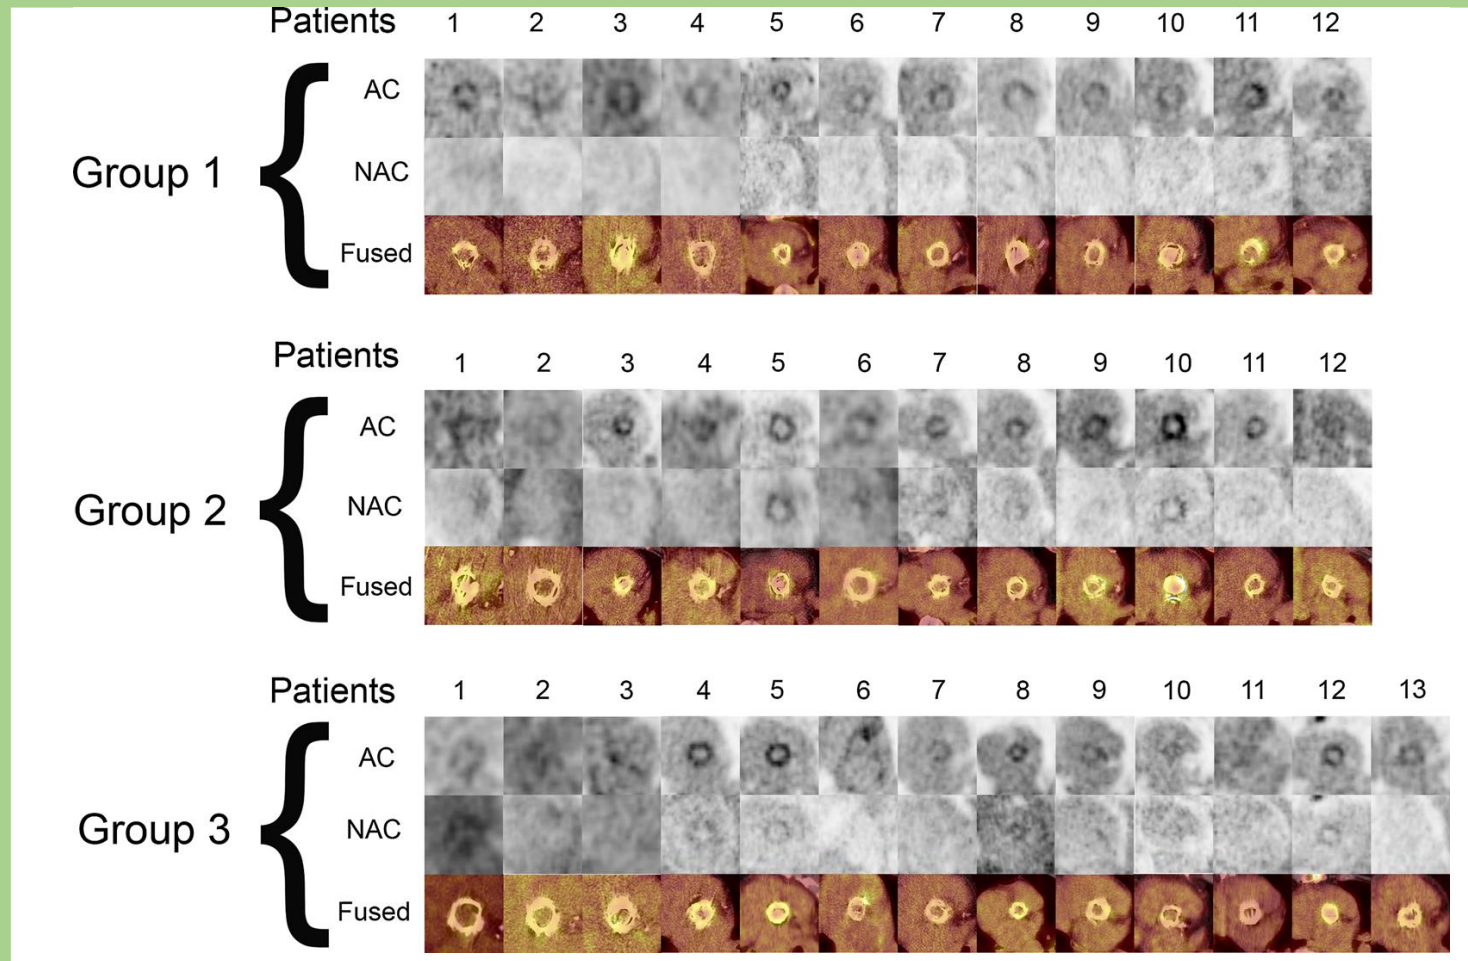 Patients 1 2 3 4 5 6 7 8 9 10 11 12
AC
Group 1
NAC
Fused
Patients 1 2 3 4 5 6 7 8 9 10 11 12
AC
Group 2
NAC
Fused
Patients 1 2 3 4 5 6 7 8 9 10 11 12 13
AC
Group 3
NAC
Fused